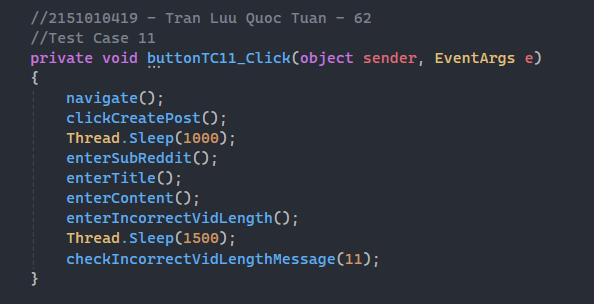 //2151010419 - Tran Luu Quoc Tuan - 62
//Test Case 11
private void buttonTC11_Click(object sender, EventArgs e)
{
    navigate();
    clickCreatePost();
    Thread.Sleep(1000);
    enterSubReddit();
    enterTitle();
    enterContent();
    enterIncorrectVidLength();
    Thread.Sleep(1500);
    checkIncorrectVidLengthMessage(11);
}